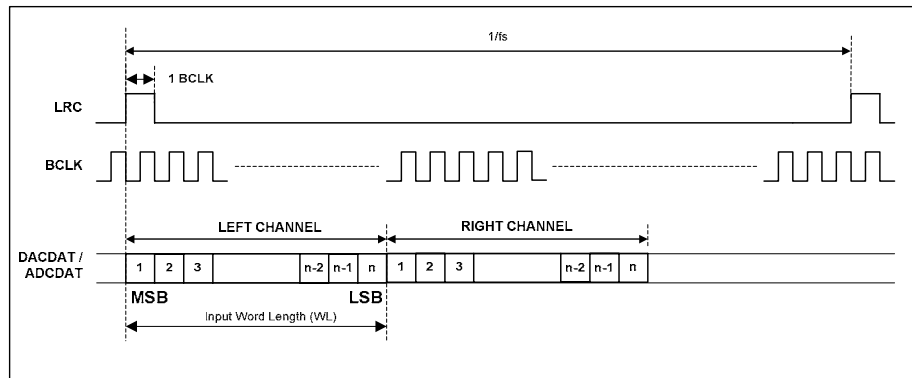 1/fs
1 BCLK
LRC
BCLK
LEFT CHANNEL
RIGHT CHANNEL
DACDAT /
ADCDAT
1 2 3 n-2 n-1 n 1 2 3 n-2 n-1 n
MSB LSB
Input Word Length (WL)